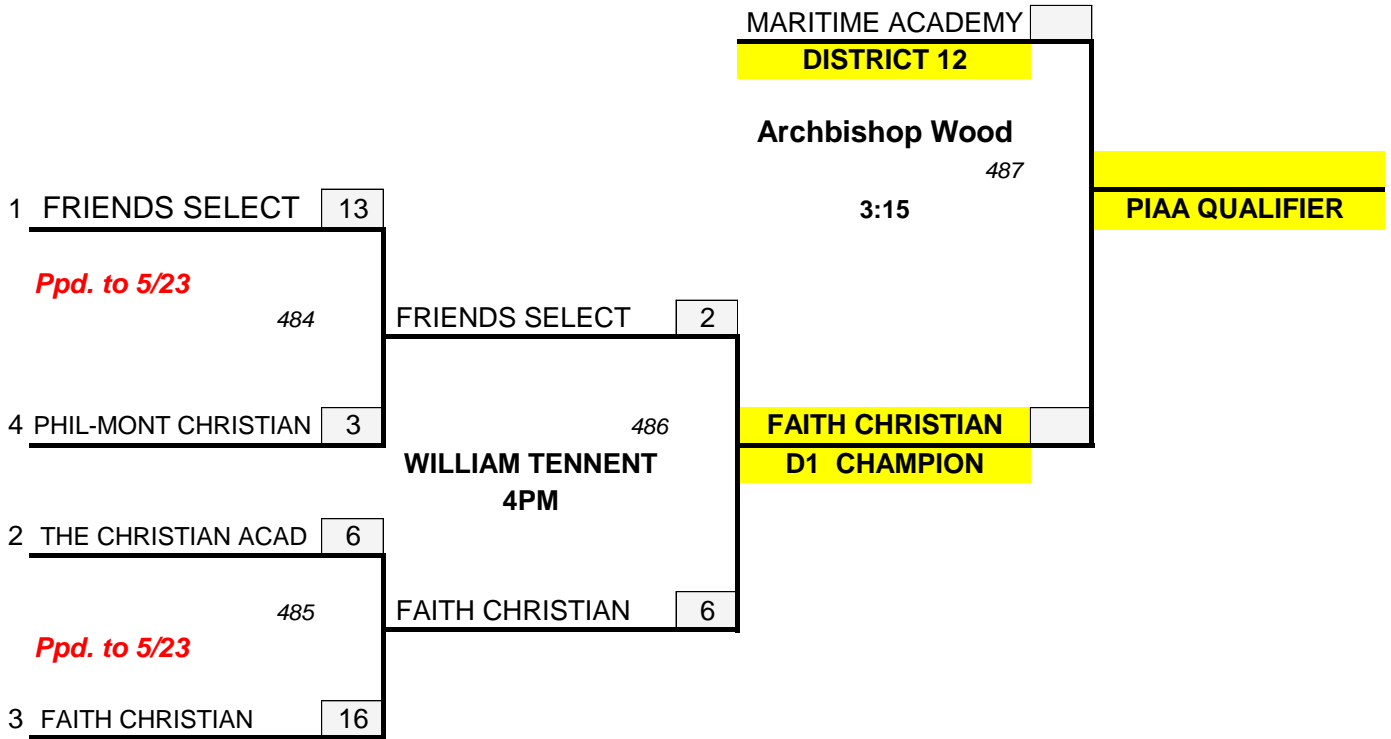 MARITIME ACADEMY
DISTRICT 12
Archbishop Wood
487
1 FRIENDS SELECT 13
3:15
PIAA QUALIFIER
Ppd. to 5/23
484
FRIENDS SELECT 2
4 PHIL-MONT CHRISTIAN 3
486
FAITH CHRISTIAN
WILLIAM TENNENT
D1 CHAMPION
4PM
2 THE CHRISTIAN ACAD 6
485
FAITH CHRISTIAN 6
Ppd. to 5/23
3 FAITH CHRISTIAN 16